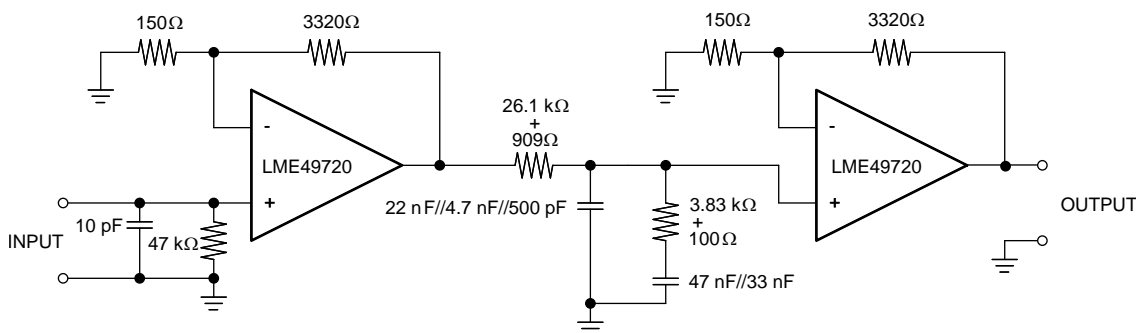 150Ω
3320Ω
150Ω
3320Ω
26.1 kΩ
+
909Ω
-
LME49720
+
-
LME49720
+
10 pF
47 kΩ
INPUT
22 nF//4.7 nF//500 pF
3.83 kΩ
+
100Ω
47 nF//33 nF
OUTPUT